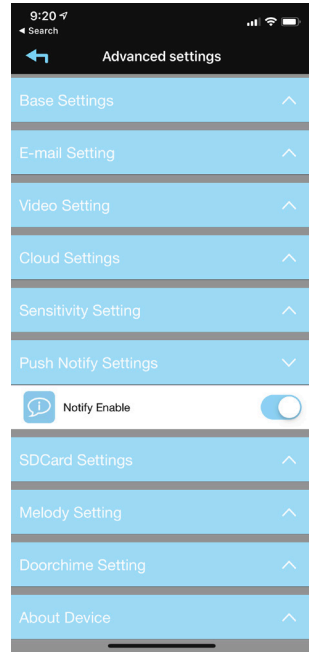 9:20
Search
Advanced settings
Base Settings
E-mail Setting
Video Setting
Cloud Settings
Sensitivity Setting
Push Notify Settings
Notify Enable
SDCard Settings
Melody Setting
Doorchime Setting
About Device